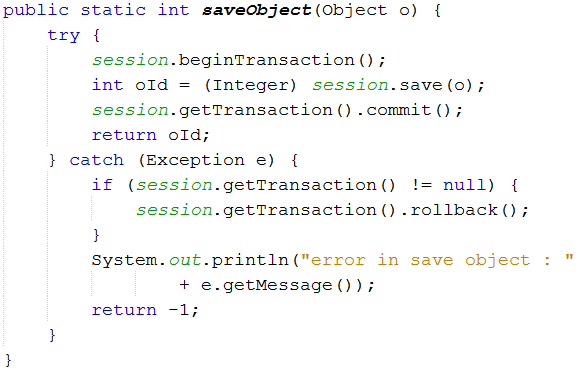 public static int saveObject(Object o) {
    try {
        session.beginTransaction();
        int oId = (Integer) session.save(o);
        session.getTransaction().commit();
        return oId;
    } catch (Exception e) {
        if (session.getTransaction() != null) {
            session.getTransaction().rollback();
        }
        System.out.println("error in save object : "
                + e.getMessage());
        return -1;
    }
}